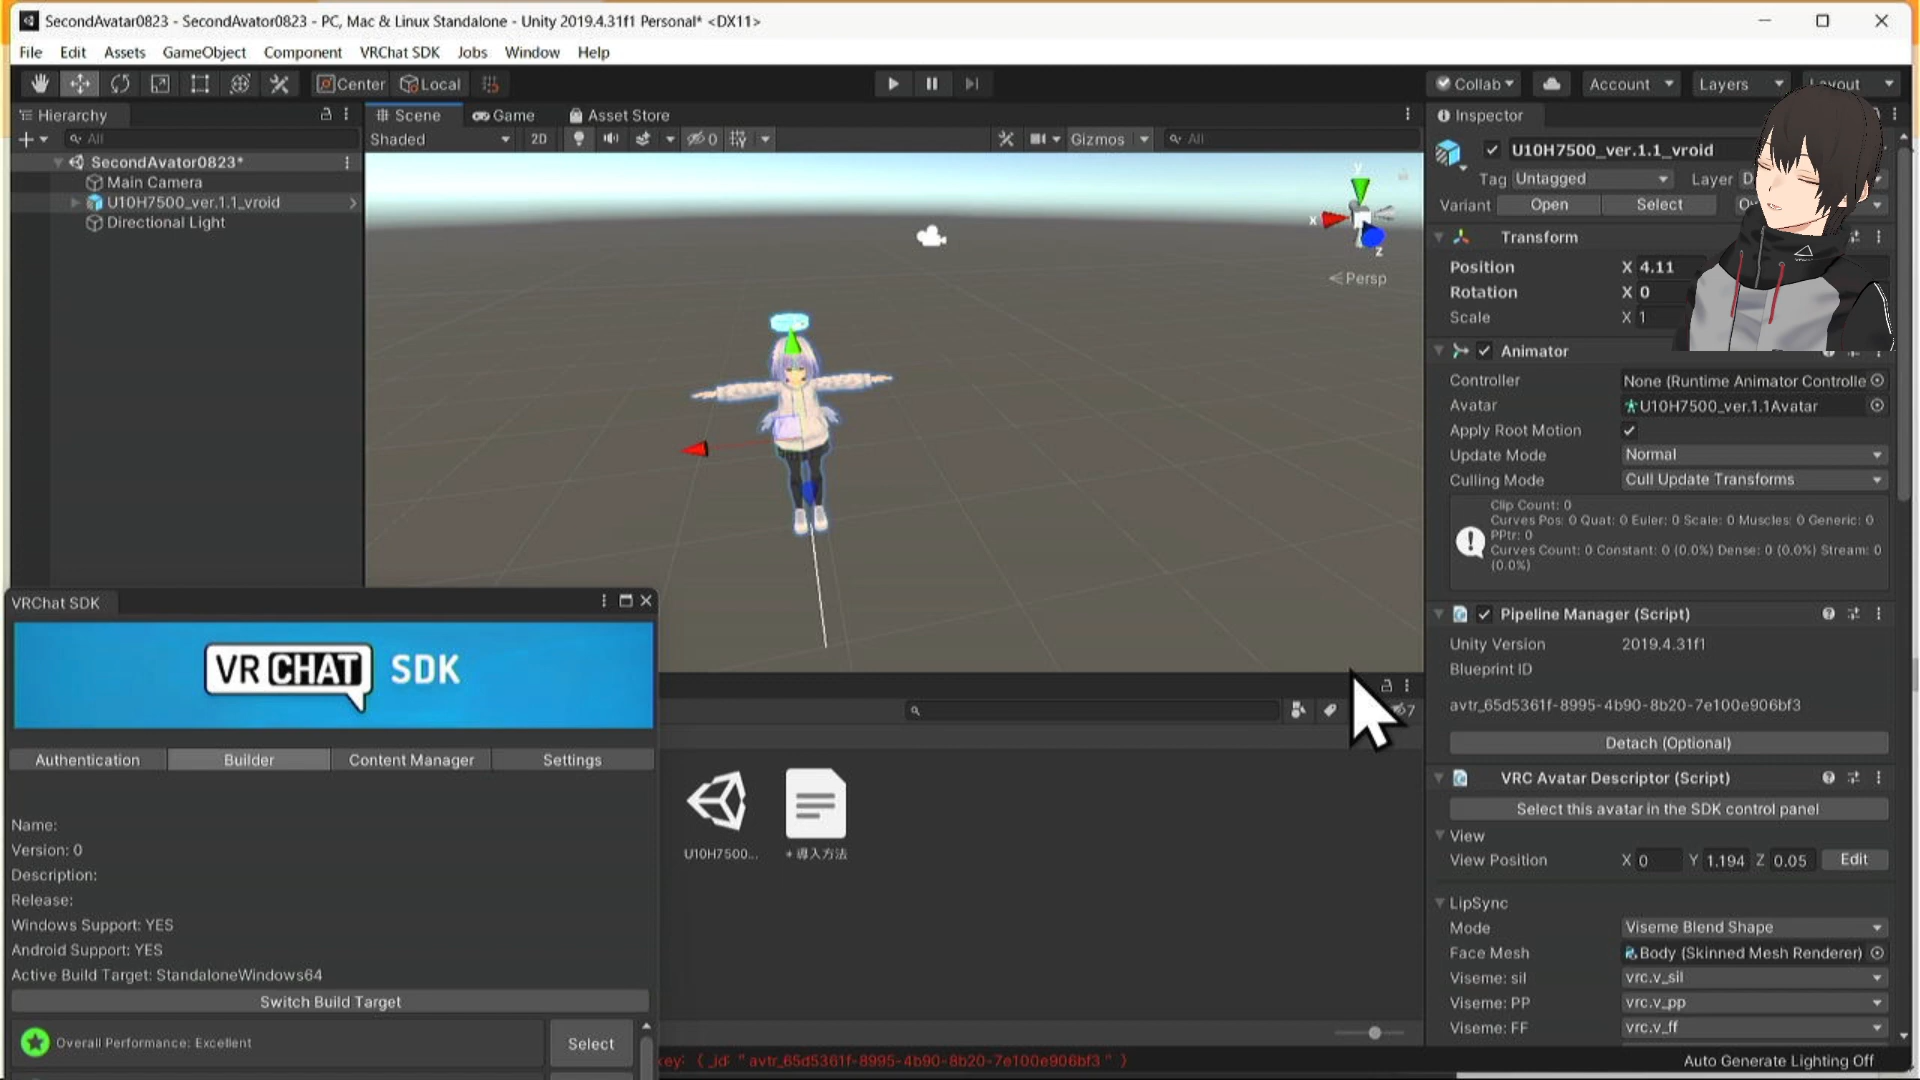 SecondAvatar0823 - SecondAvator0823 - PC, Mac & Linux Standalone - Unity 2019.4.31f1 Personal* <DX11>
File Edit Assets GameObject Component VRChat SDK Jobs Window Help
Center Local Collab Account Layers
Hierarchy
All
SecondAvator0823*
Main Camera
U10H7500_ver.1.1_vroid
Directional Light
Scene Game Asset Store
Shaded 2D 0 Gizmos All
y
x
z
Persp
Inspector
U10H7500_ver.1.1_vroid
Tag Untagged Layer D
Variant Open Select
Transform
Position X 4.11
Rotation X 0
Scale X 1
Animator
Controller None (Runtime Animator Controlle
Avatar U10H7500_ver.1.1Avatar
Apply Root Motion
Update Mode Normal
Culling Mode Cull Update Transforms
Clip Count: 0
Curves Pos: 0 Quat: 0 Euler: 0 Scale: 0 Muscles: 0 Generic: 0
PPtr: 0
Curves Count: 0 Constant: 0 (0.0%) Dense: 0 (0.0%) Stream: 0
(0.0%)
Pipeline Manager (Script)
Unity Version 2019.4.31f1
Blueprint ID
avtr_65d5361f-8995-4b90-8b20-7e100e906bf3
Detach (Optional)
VRC Avatar Descriptor (Script)
Select this avatar in the SDK control panel
View
View Position X 0 Y 1.194 Z 0.05 Edit
LipSync
Mode Viseme Blend Shape
Face Mesh Body (Skinned Mesh Renderer)
Viseme: sil vrc.v_sil
Viseme: PP vrc.v_pp
Viseme: FF vrc.v_ff
Auto Generate Lighting Off
VRChat SDK
VRCHAT SDK
Authentication Builder Content Manager Settings
Name:
Version: 0
Description:
Release:
Windows Support: YES
Android Support: YES
Active Build Target: StandaloneWindows64
Switch Build Target
Overall Performance: Excellent Select
7
U10H7500...
+導入方法
key: { _id: "avtr_65d5361f-8995-4b90-8b20-7e100e906bf3" }